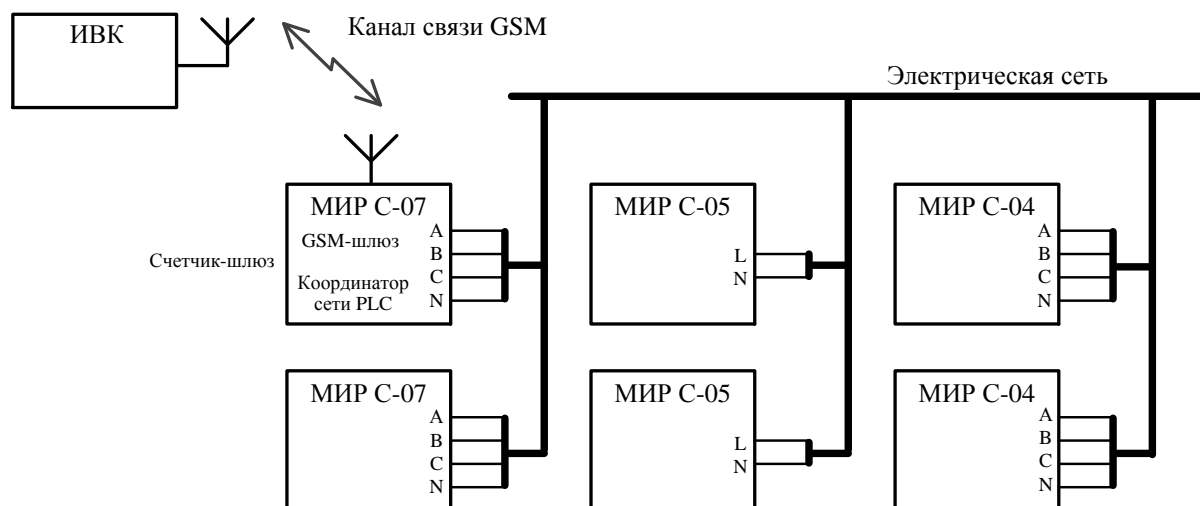 ИВК
Канал связи GSM
Электрическая сеть
МИР С-07
GSM-шлюз
Координатор
сети PLC
A
B
C
N
Счетчик-шлюз
МИР С-05
L
N
МИР С-04
A
B
C
N
МИР С-07
A
B
C
N
МИР С-05
L
N
МИР С-04
A
B
C
N